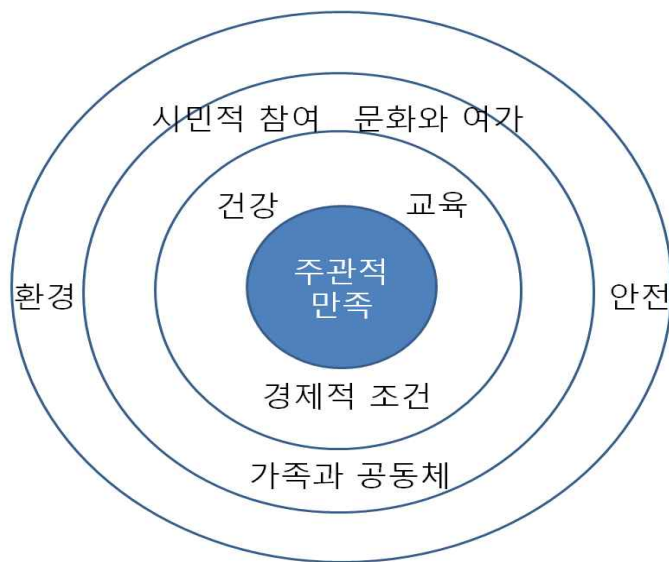 시민적 참여 문화와 여가
건강 교육
주관적
만족
환경 안전
경제적 조건
가족과 공동체